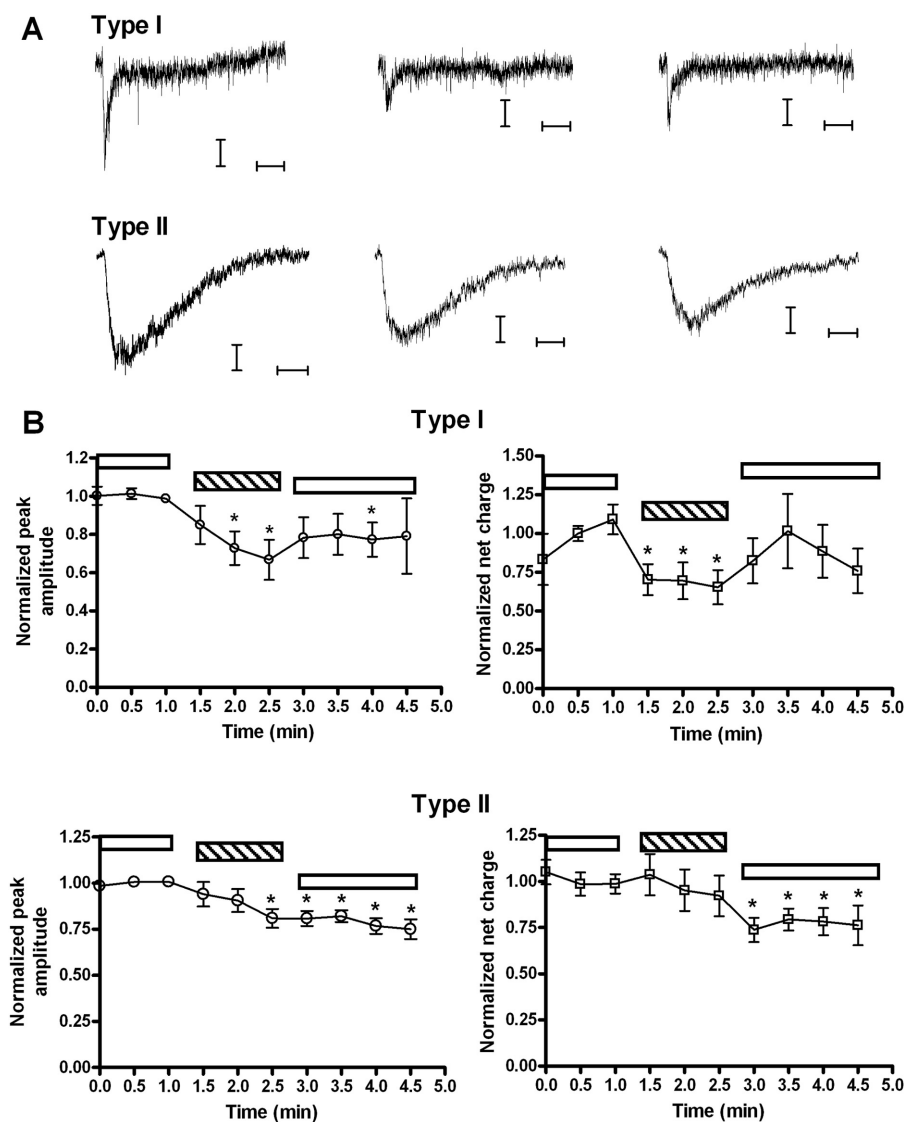 A
Type I
Type II
B
Type I
Normalized peak
amplitude
1.2
1.0
0.8
0.6
0.4
0.2
0.0
* * *
0.0 0.5 1.0 1.5 2.0 2.5 3.0 3.5 4.0 4.5 5.0
Time (min)
Normalized net charge
1.50
1.25
1.00
0.75
0.50
0.25
0.00
* * *
0.0 0.5 1.0 1.5 2.0 2.5 3.0 3.5 4.0 4.5 5.0
Time (min)
Type II
Normalized peak
amplitude
1.25
1.00
0.75
0.50
0.25
0.00
* * * * *
0.0 0.5 1.0 1.5 2.0 2.5 3.0 3.5 4.0 4.5 5.0
Time (min)
Normalized net charge
1.25
1.00
0.75
0.50
0.25
0.00
* * * *
0.0 0.5 1.0 1.5 2.0 2.5 3.0 3.5 4.0 4.5 5.0
Time (min)